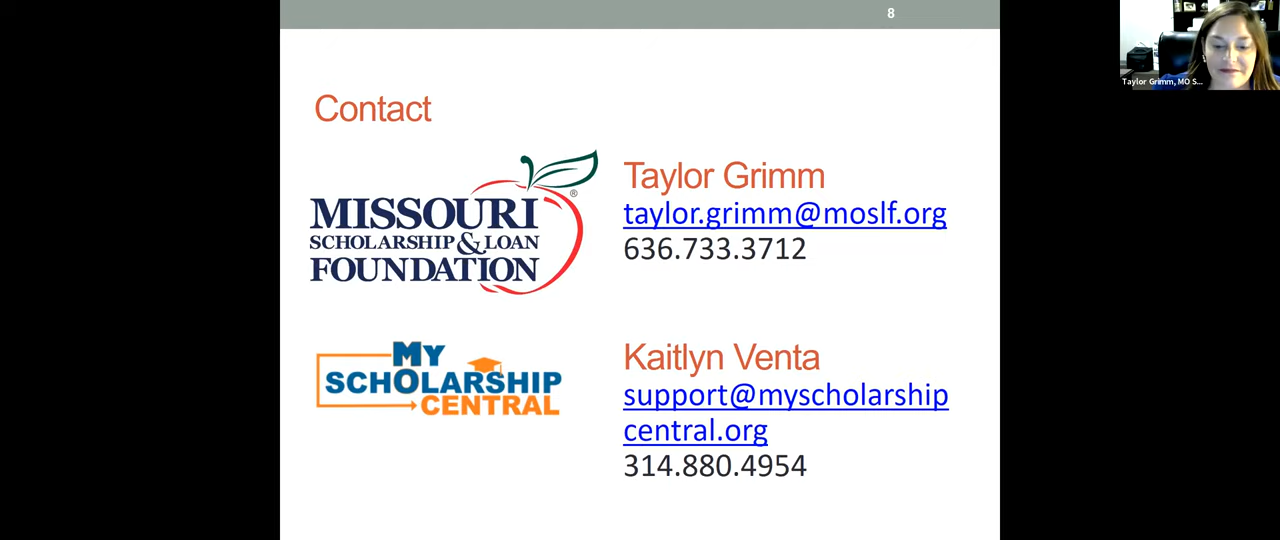 8
Taylor Grimm, MO S...
Contact
MISSOURI
SCHOLARSHIP & LOAN
FOUNDATION
®
Taylor Grimm
taylor.grimm@moslf.org
636.733.3712
MY
SCHOLARSHIP
CENTRAL
Kaitlyn Venta
support@myscholarship
central.org
314.880.4954